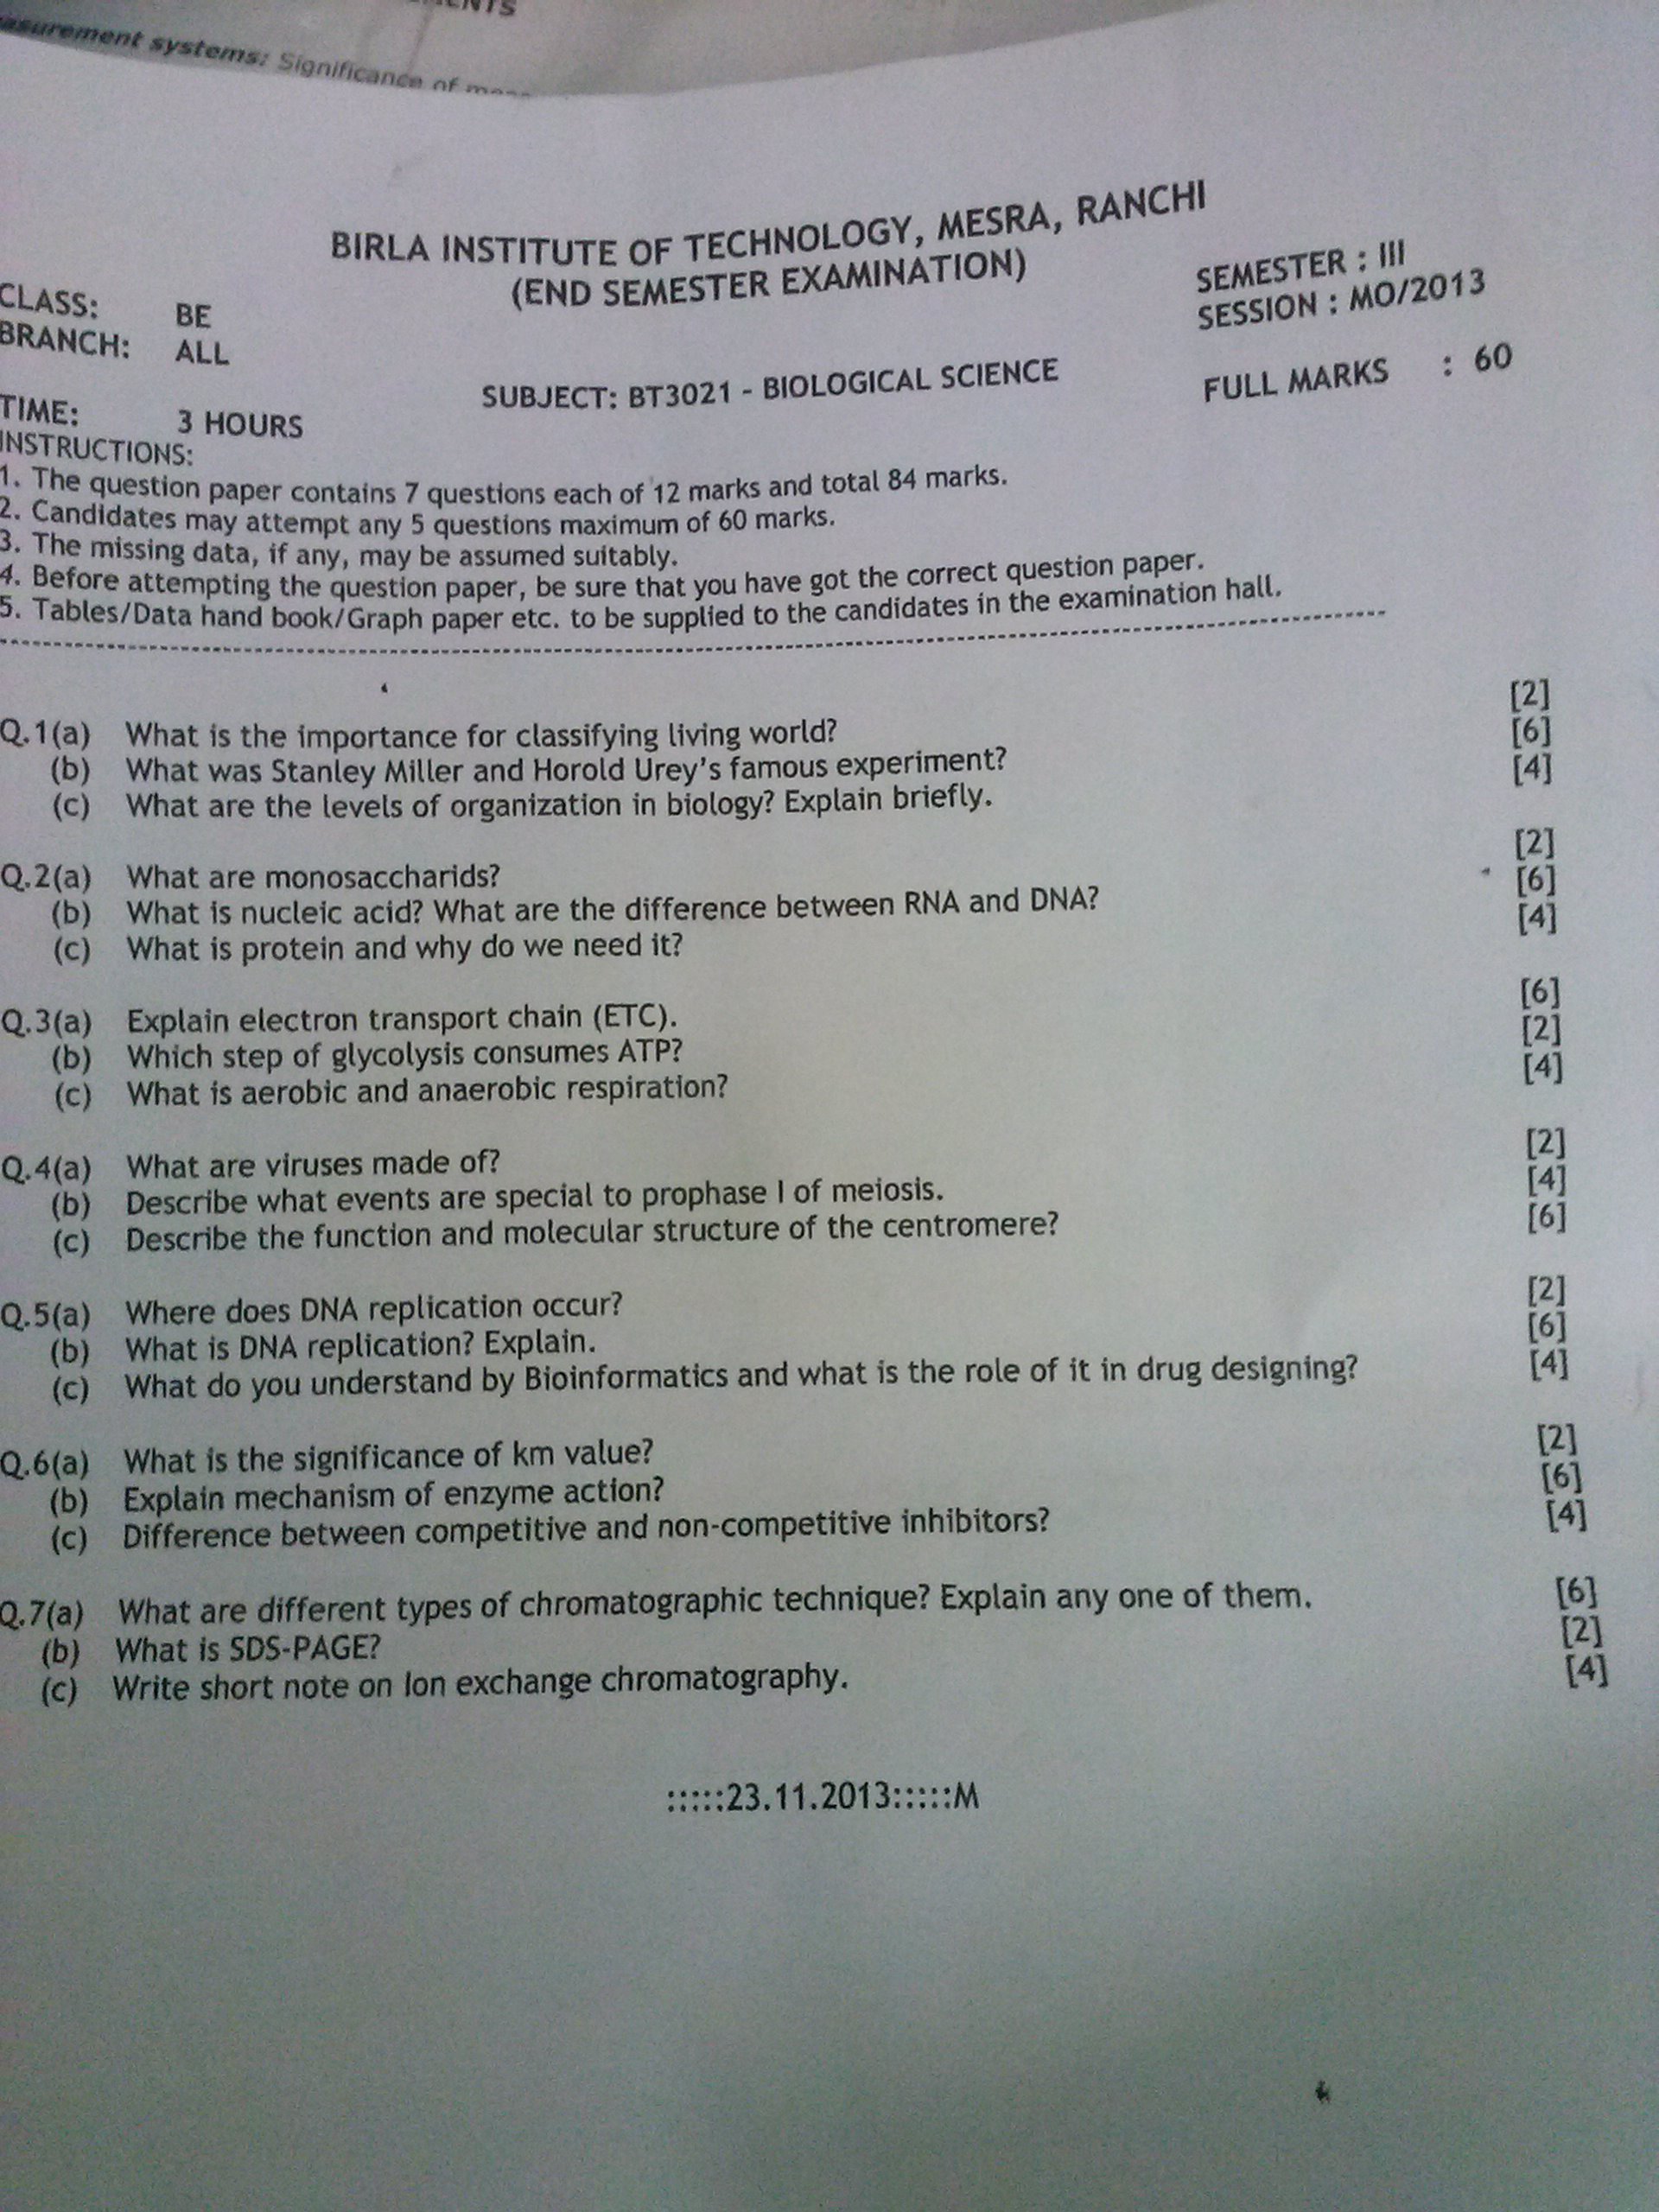 surement systems: Significance of
BIRLA INSTITUTE OF TECHNOLOGY, MESRA, RANCHI
(END SEMESTER EXAMINATION)
CLASS: BE
BRANCH: ALL
SEMESTER : III
SESSION : MO/2013
SUBJECT: BT3021 - BIOLOGICAL SCIENCE
TIME: 3 HOURS
FULL MARKS : 60
INSTRUCTIONS:
1. The question paper contains 7 questions each of 12 marks and total 84 marks.
2. Candidates may attempt any 5 questions maximum of 60 marks.
3. The missing data, if any, may be assumed suitably.
4. Before attempting the question paper, be sure that you have got the correct question paper.
5. Tables/Data hand book/Graph paper etc. to be supplied to the candidates in the examination hall.
Q.1(a) What is the importance for classifying living world? [2]
(b) What was Stanley Miller and Horold Urey's famous experiment? [6]
(c) What are the levels of organization in biology? Explain briefly. [4]
Q.2(a) What are monosaccharids? [2]
(b) What is nucleic acid? What are the difference between RNA and DNA? [6]
(c) What is protein and why do we need it? [4]
Q.3(a) Explain electron transport chain (ETC). [6]
(b) Which step of glycolysis consumes ATP? [2]
(c) What is aerobic and anaerobic respiration? [4]
Q.4(a) What are viruses made of? [2]
(b) Describe what events are special to prophase I of meiosis. [4]
(c) Describe the function and molecular structure of the centromere? [6]
Q.5(a) Where does DNA replication occur? [2]
(b) What is DNA replication? Explain. [6]
(c) What do you understand by Bioinformatics and what is the role of it in drug designing? [4]
Q.6(a) What is the significance of km value? [2]
(b) Explain mechanism of enzyme action? [6]
(c) Difference between competitive and non-competitive inhibitors? [4]
Q.7(a) What are different types of chromatographic technique? Explain any one of them. [6]
(b) What is SDS-PAGE? [2]
(c) Write short note on Ion exchange chromatography. [4]
:::::23.11.2013:::::M